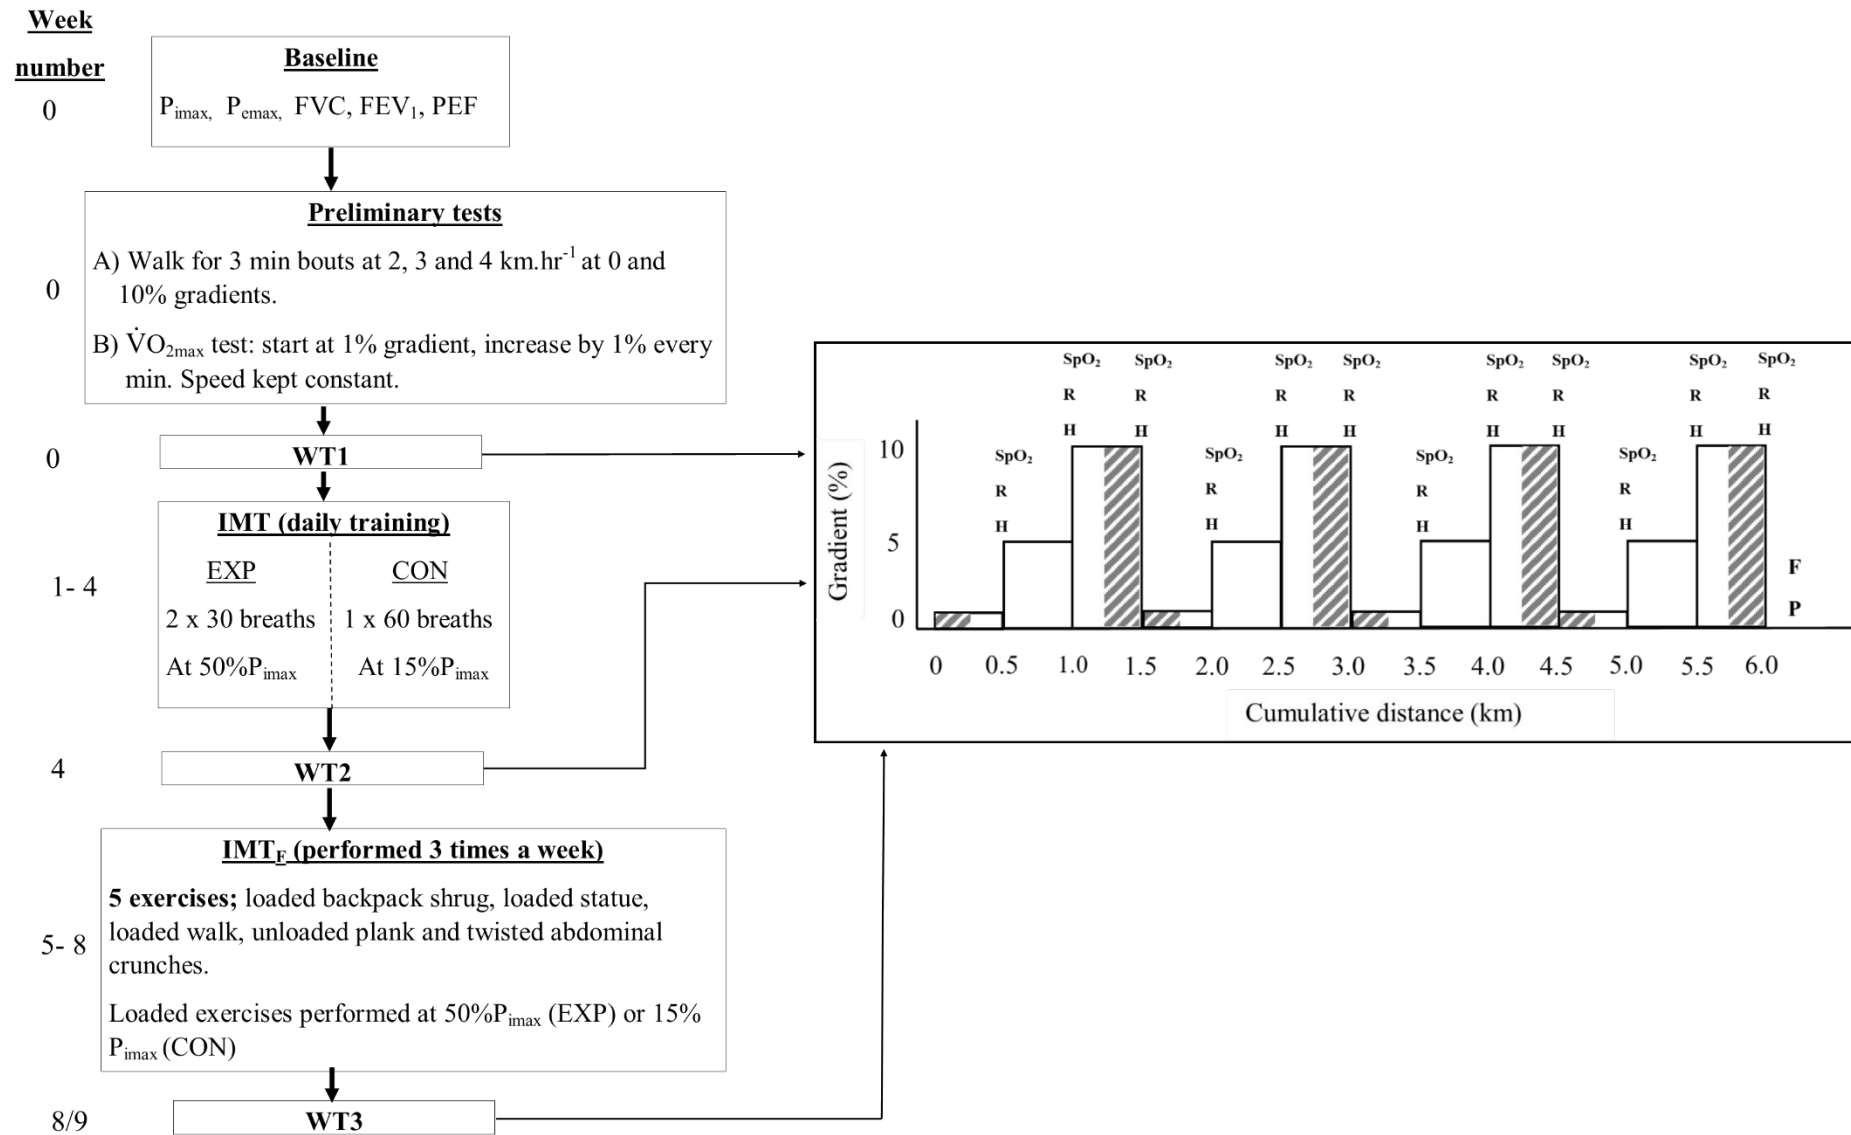 Week
number
0
Baseline
Pimax, Pemax, FVC, FEV1, PEF
0
Preliminary tests
A) Walk for 3 min bouts at 2, 3 and 4 km.hr-1 at 0 and
10% gradients.
B) V̇O2max test: start at 1% gradient, increase by 1% every
min. Speed kept constant.
0
WT1
1- 4
IMT (daily training)
EXP
2 x 30 breaths
At 50%Pimax
CON
1 x 60 breaths
At 15%Pimax
4
WT2
5- 8
IMTF (performed 3 times a week)
5 exercises; loaded backpack shrug, loaded statue,
loaded walk, unloaded plank and twisted abdominal
crunches.
Loaded exercises performed at 50%Pimax (EXP) or 15%
Pimax (CON)
8/9
WT3
SpO2 SpO2 SpO2 SpO2 SpO2 SpO2 SpO2 SpO2
R R R R R R R R
H H H H H H H H
SpO2 SpO2 SpO2 SpO2
R R R R
H H H H
F
P
Gradient (%)
10
5
0
0 0.5 1.0 1.5 2.0 2.5 3.0 3.5 4.0 4.5 5.0 5.5 6.0
Cumulative distance (km)